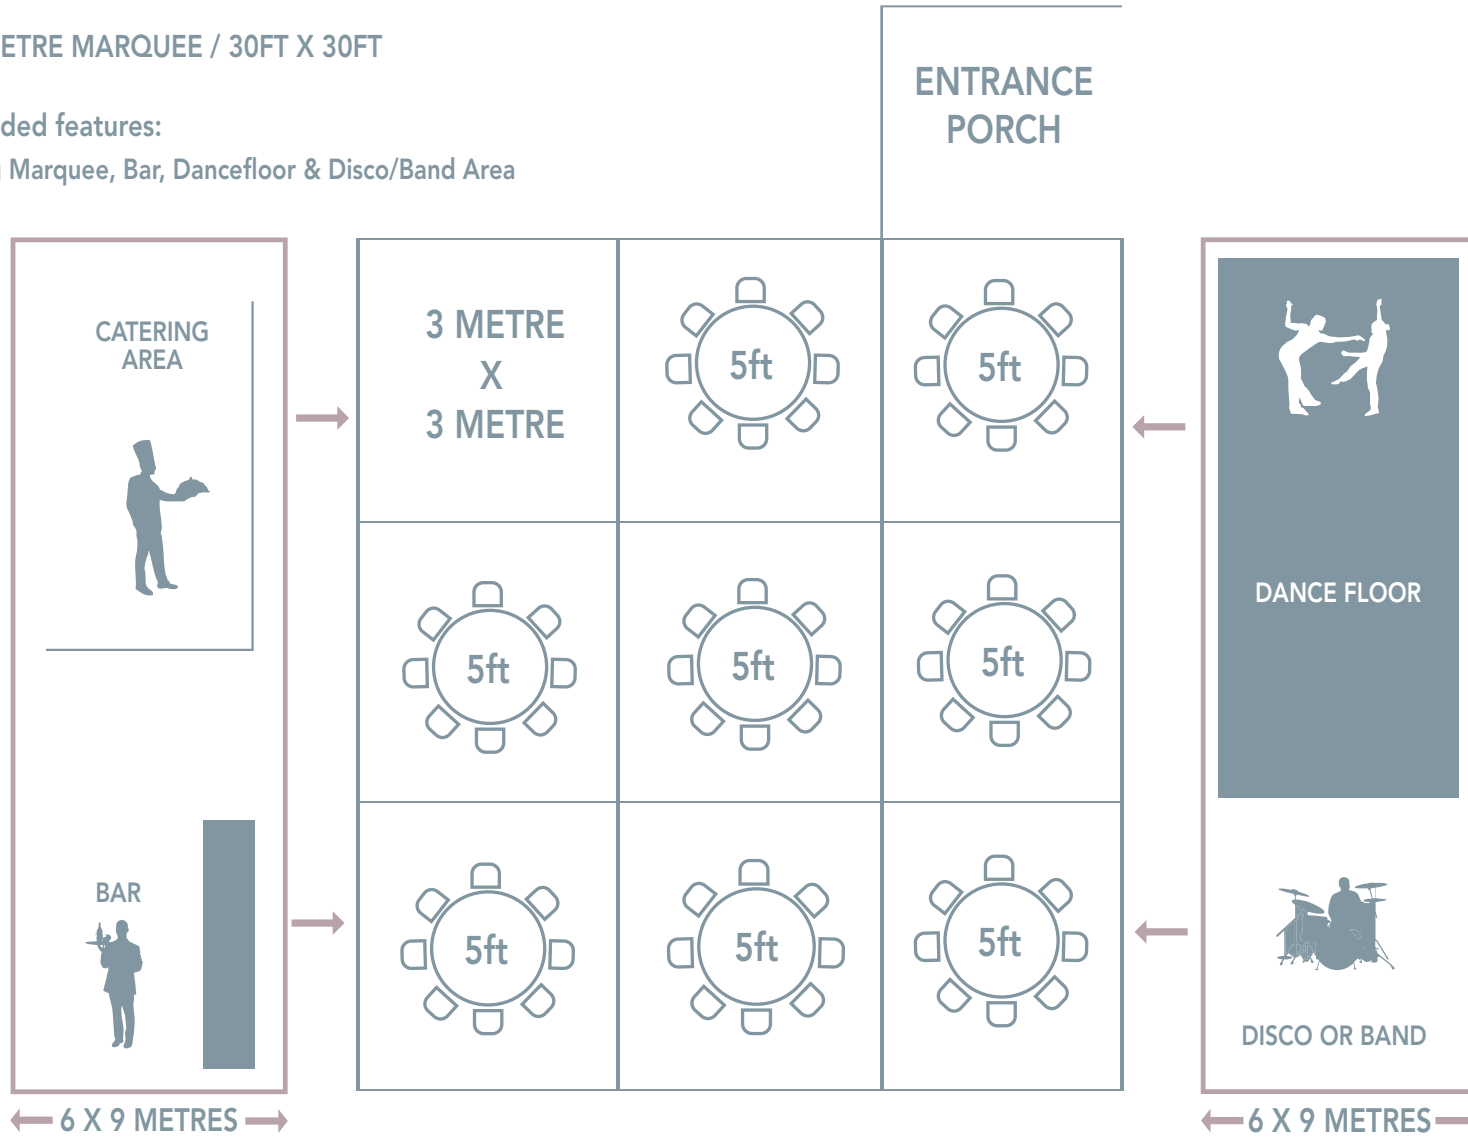 ETRE MARQUEE / 30FT X 30FT
ded features:
Marquee, Bar, Dancefloor & Disco/Band Area
ENTRANCE
PORCH
CATERING
AREA
3 METRE
X
3 METRE
5ft
5ft
5ft
5ft
5ft
DANCE FLOOR
BAR
5ft
5ft
5ft
DISCO OR BAND
6 X 9 METRES
6 X 9 METRES